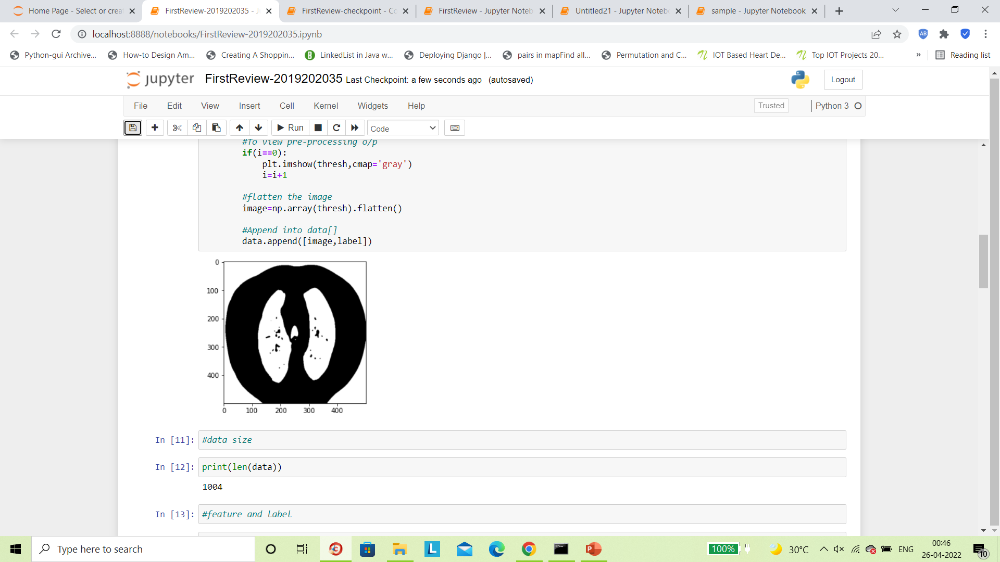 Home Page - Select or crea
FirstReview-2019202035 - J
FirstReview-checkpoint - Co
FirstReview - Jupyter Noteb
Untitled21 - Jupyter Noteb
sample - Jupyter Notebook
localhost:8888/notebooks/FirstReview-2019202035.ipynb
AB
Python-gui Archive...
How-to Design Am...
Creating A Shoppin...
B LinkedList in Java w...
Deploying Django |...
pairs in mapFind all...
Permutation and C...
IOT Based Heart De...
Top IOT Projects 20...
»
Reading list
jupyter FirstReview-2019202035 Last Checkpoint: a few seconds ago (autosaved)
Logout
File Edit View Insert Cell Kernel Widgets Help
Trusted
Python 3
Run
Code
#To view pre-processing o/p
if(i==0):
plt.imshow(thresh,cmap='gray')
i=i+1
#flatten the image
image=np.array(thresh).flatten()
#Append into data[]
data.append([image,label])
0
100
200
300
400
0 100 200 300 400
In [11]: #data size
In [12]: print(len(data))
1004
In [13]: #feature and label
Type here to search
L
P
100%
30°C
ENG
00:46
26-04-2022
10